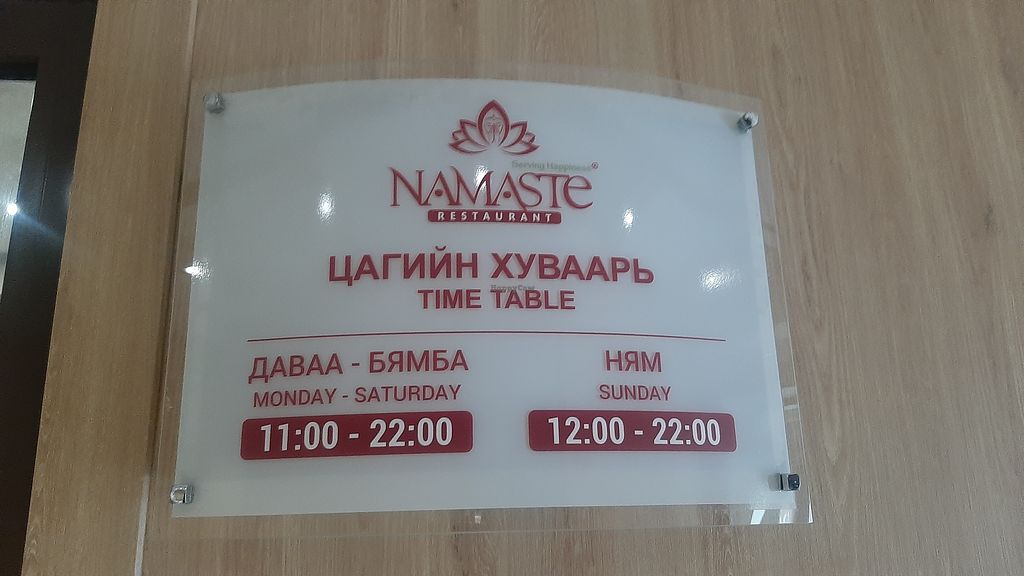 Serving Happiness®
NAMASTE
RESTAURANT
ЦАГИЙН ХУВААРЬ
HappyCow
TIME TABLE
ДАВАА - БЯМБА
MONDAY - SATURDAY
11:00 - 22:00
НЯМ
SUNDAY
12:00 - 22:00